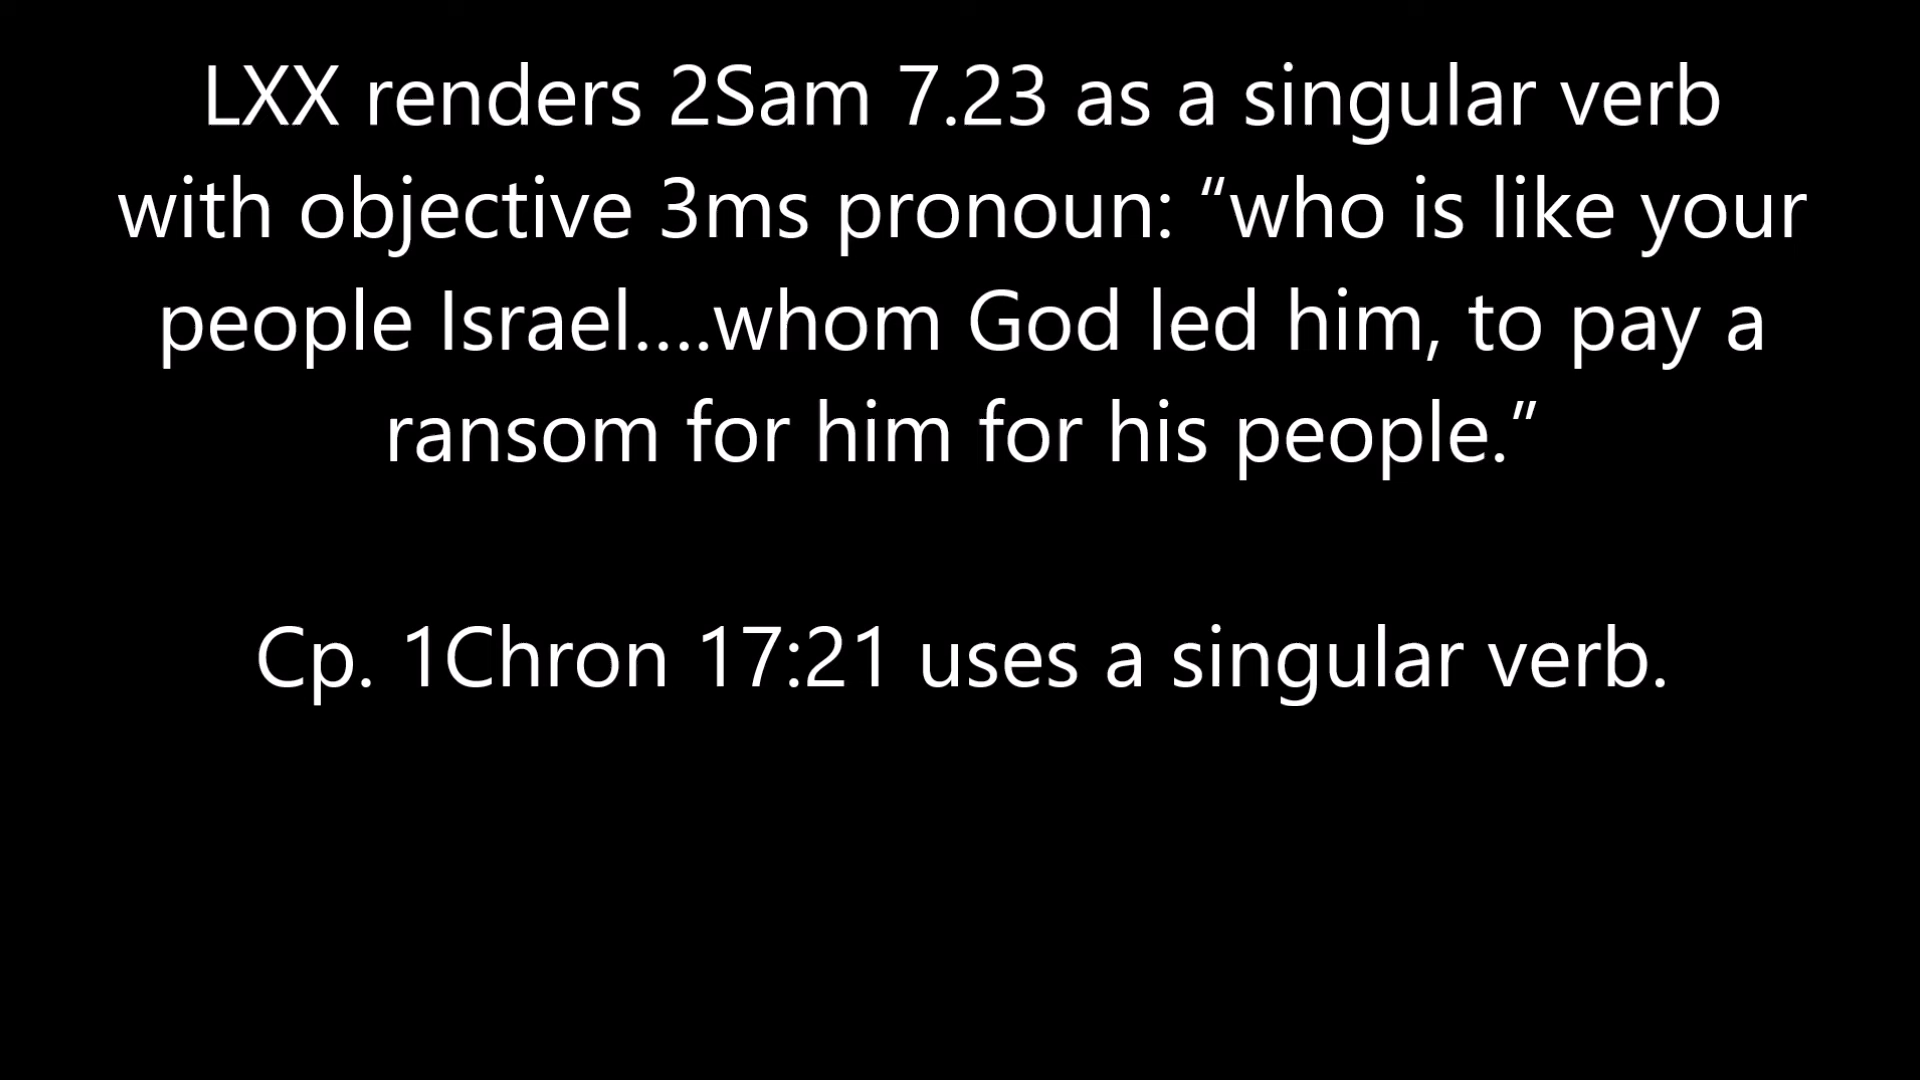 LXX renders 2Sam 7.23 as a singular verb
with objective 3ms pronoun: “who is like your
people Israel....whom God led him, to pay a
ransom for him for his people.”
Cp. 1Chron 17:21 uses a singular verb.